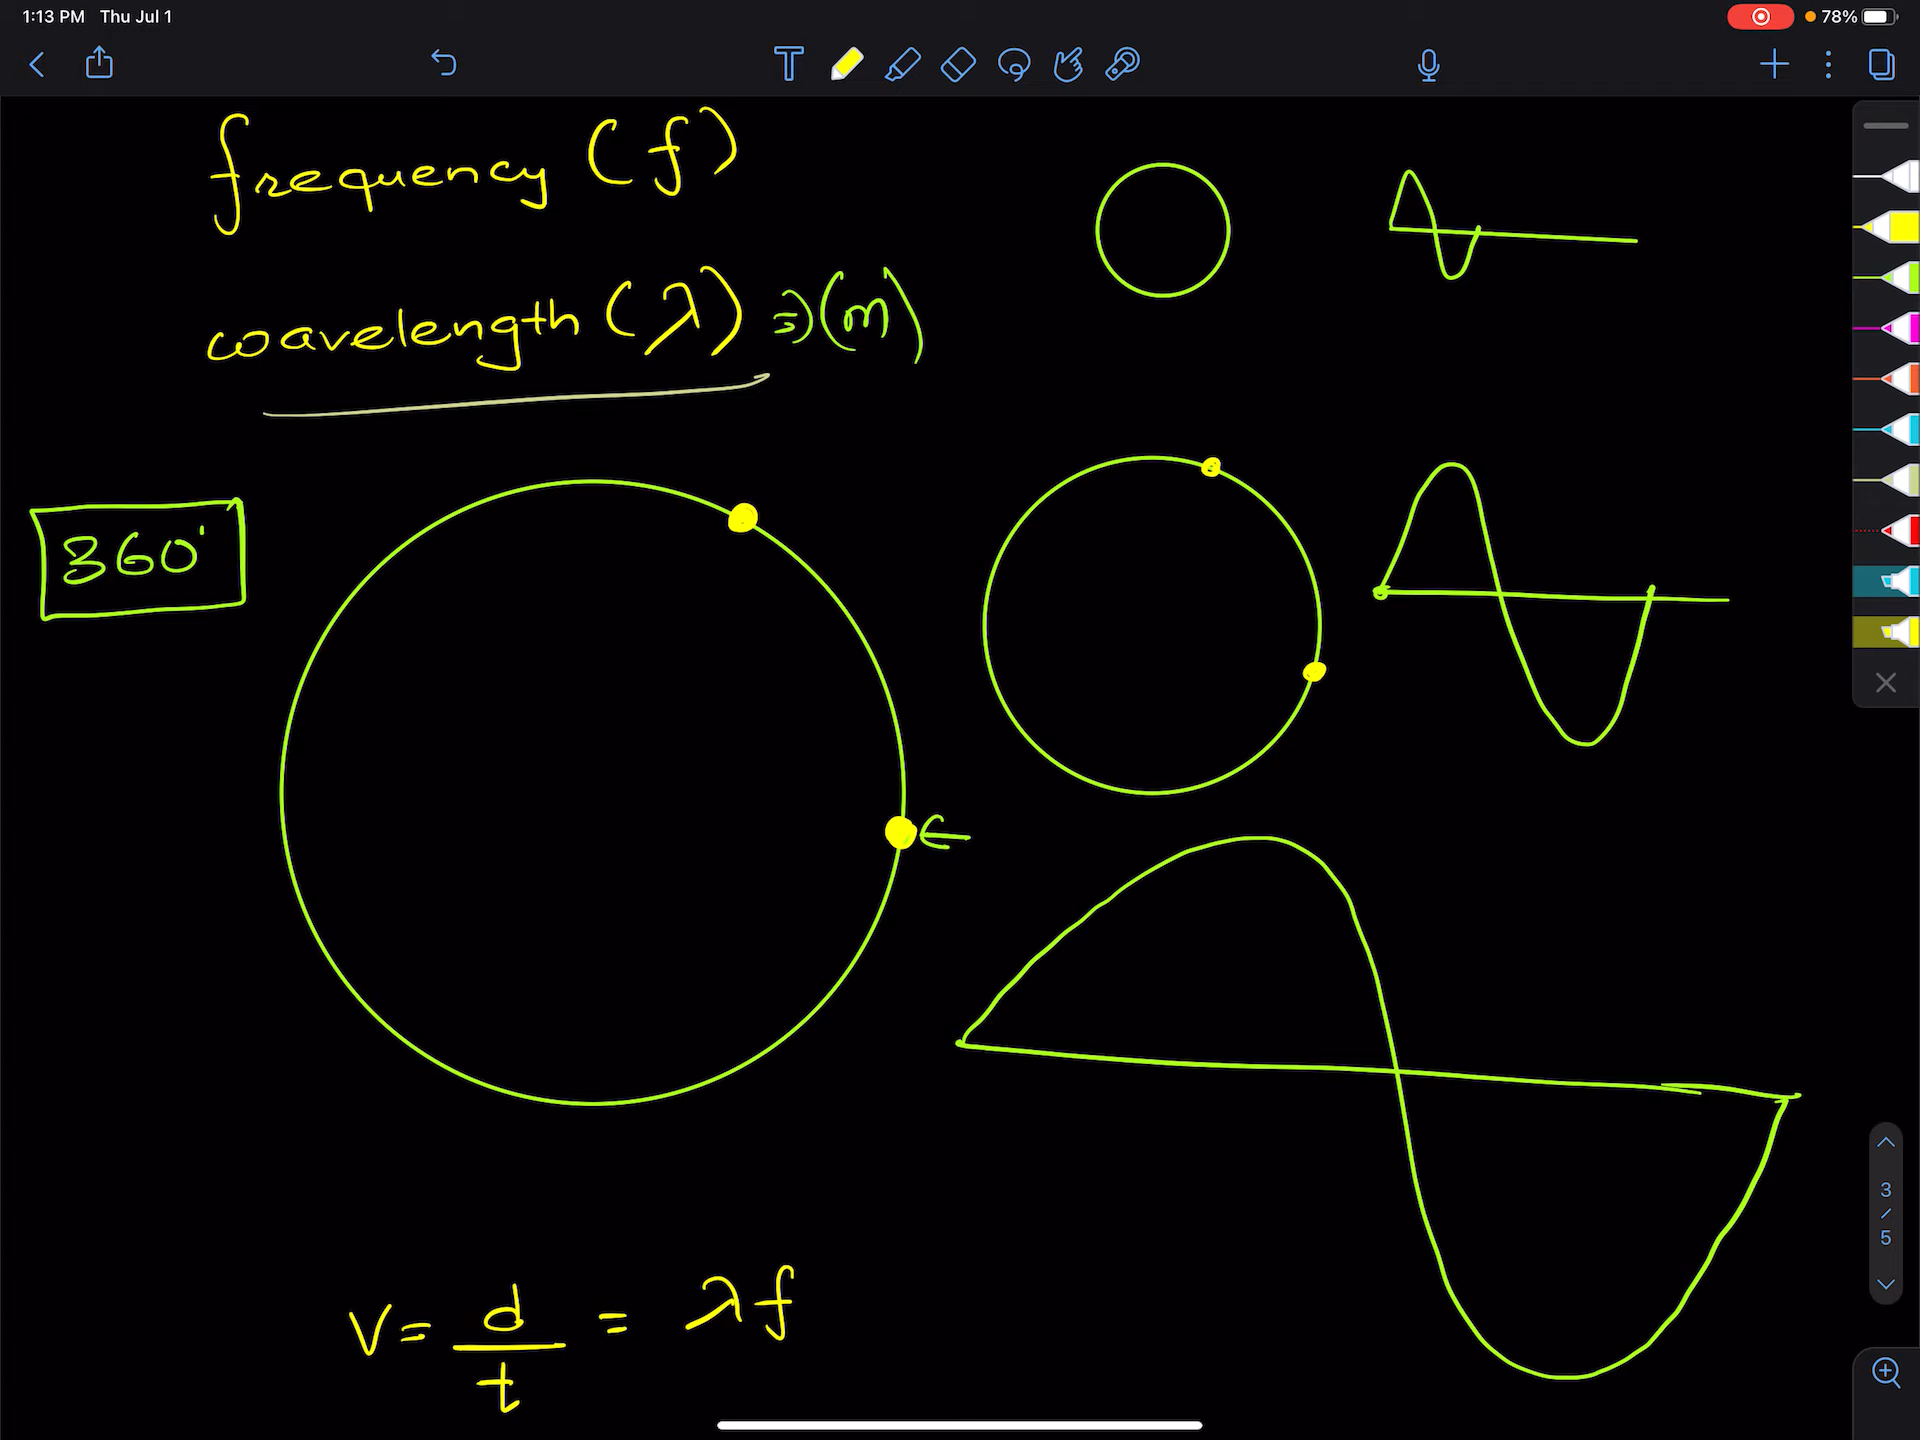 1:13 PM Thu Jul 1
78%
frequency (f)
wavelength (λ) ⇒ (m)
360°
V = d/t = λf
3
/
5